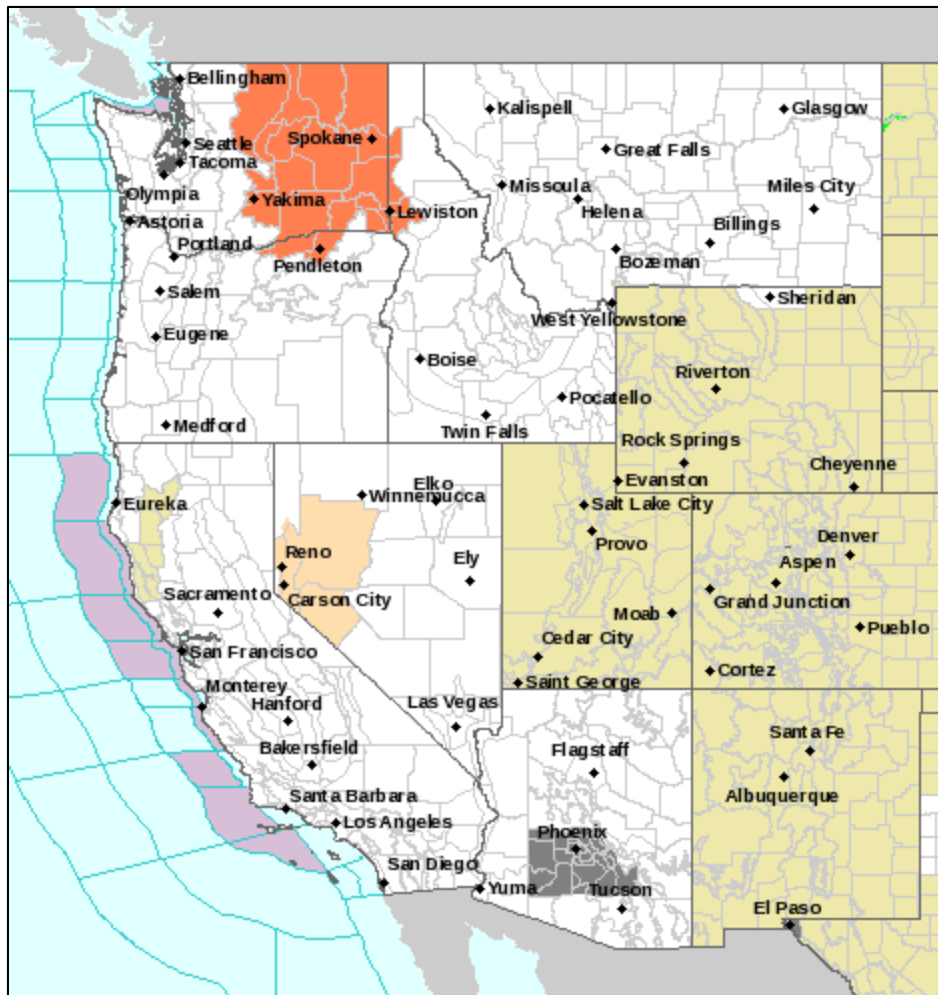 Bellingham
Kalispell
Glasgow
Seattle
Spokane
Great Falls
Tacoma
Missoula
Miles City
Olympia
Yakima
Lewiston
Helena
Astoria
Billings
Portland
Pendleton
Bozeman
Salem
Sheridan
West Yellowstone
Eugene
Boise
Riverton
Pocatello
Medford
Twin Falls
Rock Springs
Cheyenne
Elko
Evanston
Eureka
Winnemucca
Salt Lake City
Provo
Denver
Reno
Ely
Aspen
Sacramento
Carson City
Moab
Grand Junction
Cedar City
Pueblo
San Francisco
Cortez
Saint George
Monterey
Hanford
Las Vegas
Santa Fe
Bakersfield
Flagstaff
Albuquerque
Santa Barbara
Los Angeles
Phoenix
San Diego
Yuma
Tucson
El Paso